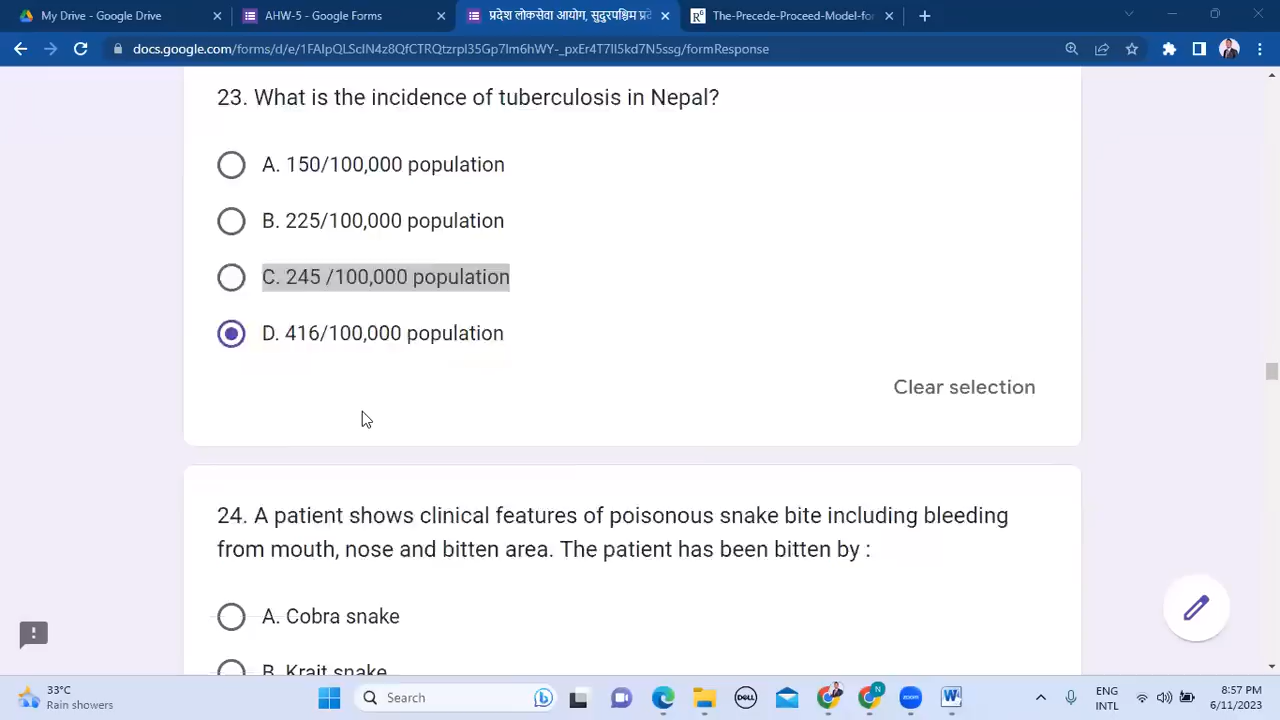 My Drive - Google Drive
AHW-5 - Google Forms
प्रदेश लोकसेवा आयोग, सुदुरपश्चिम प्रदे
The-Precede-Proceed-Model-for
docs.google.com/forms/d/e/1FAIpQLScIN4z8QfCTRQtzrpI35Gp7Im6hWY-_pxEr4T7Il5kd7N5ssg/formResponse
23. What is the incidence of tuberculosis in Nepal?
A. 150/100,000 population
B. 225/100,000 population
C. 245 /100,000 population
D. 416/100,000 population
Clear selection
24. A patient shows clinical features of poisonous snake bite including bleeding
from mouth, nose and bitten area. The patient has been bitten by :
A. Cobra snake
B. Krait snake
33°C
Rain showers
Search
DELL
N
zoom
W
ENG
INTL
8:57 PM
6/11/2023